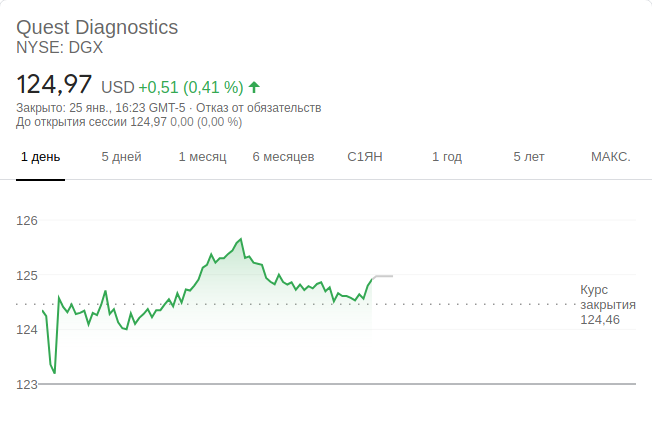 Quest Diagnostics
NYSE: DGX
124,97 USD +0,51 (0,41 %)
Закрыто: 25 янв., 16:23 GMT-5 · Отказ от обязательств
До открытия сессии 124,97 0,00 (0,00 %)
1 день 5 дней 1 месяц 6 месяцев С1ЯН 1 год 5 лет МАКС.
126
125
Курс
закрытия
124,46
124
123